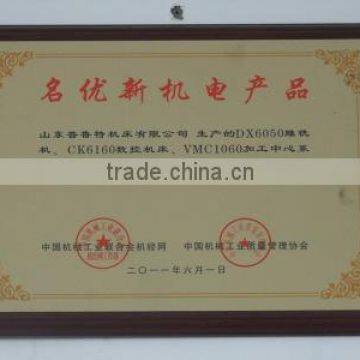 名优新机电产品
山东普鲁特机床有限公司 生产的DX6050雕铣
机、CK6160数控机床、VMC1060加工中心系
trade.china.cn
中国机械工业联合会机经网 中国机械工业质量管理协会
二〇一一年六月一日